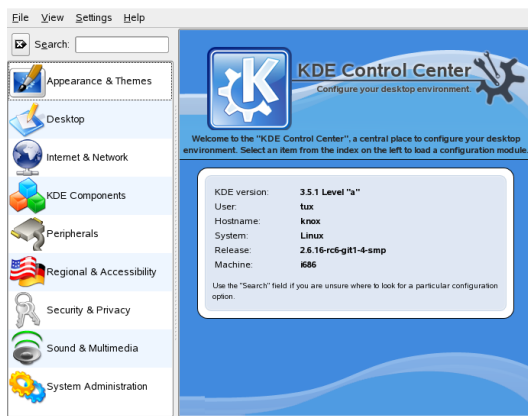 File View Settings Help
Search:
Appearance & Themes
Desktop
Internet & Network
KDE Components
Peripherals
Regional & Accessibility
Security & Privacy
Sound & Multimedia
System Administration
KDE Control Center
Configure your desktop environment.
Welcome to the "KDE Control Center", a central place to configure your desktop
environment. Select an item from the index on the left to load a configuration module.
KDE version: 3.5.1 Level "a"
User: tux
Hostname: knox
System: Linux
Release: 2.6.16-rc6-git1-4-smp
Machine: i686
Use the "Search" field if you are unsure where to look for a particular configuration
option.